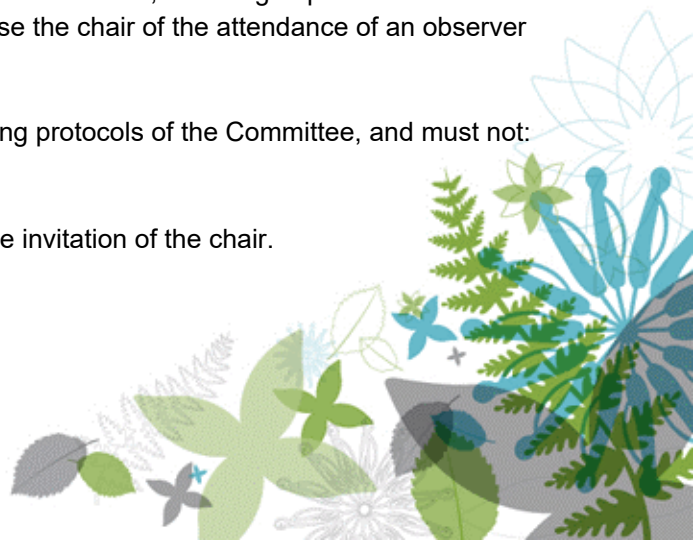 se the chair of the attendance of an observer
ng protocols of the Committee, and must not:
e invitation of the chair.